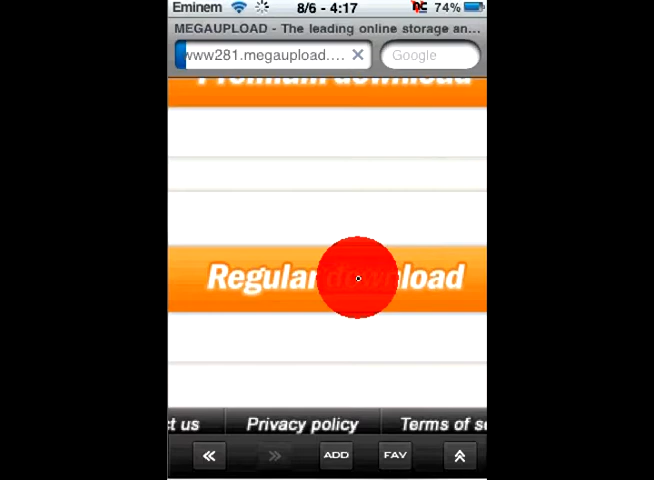 Eminem 8/6 - 4:17 74%
MEGAUPLOAD - The leading online storage an...
www281.megaupload.... Google
Premium download
Regular download
ct us Privacy policy Terms of se
ADD FAV